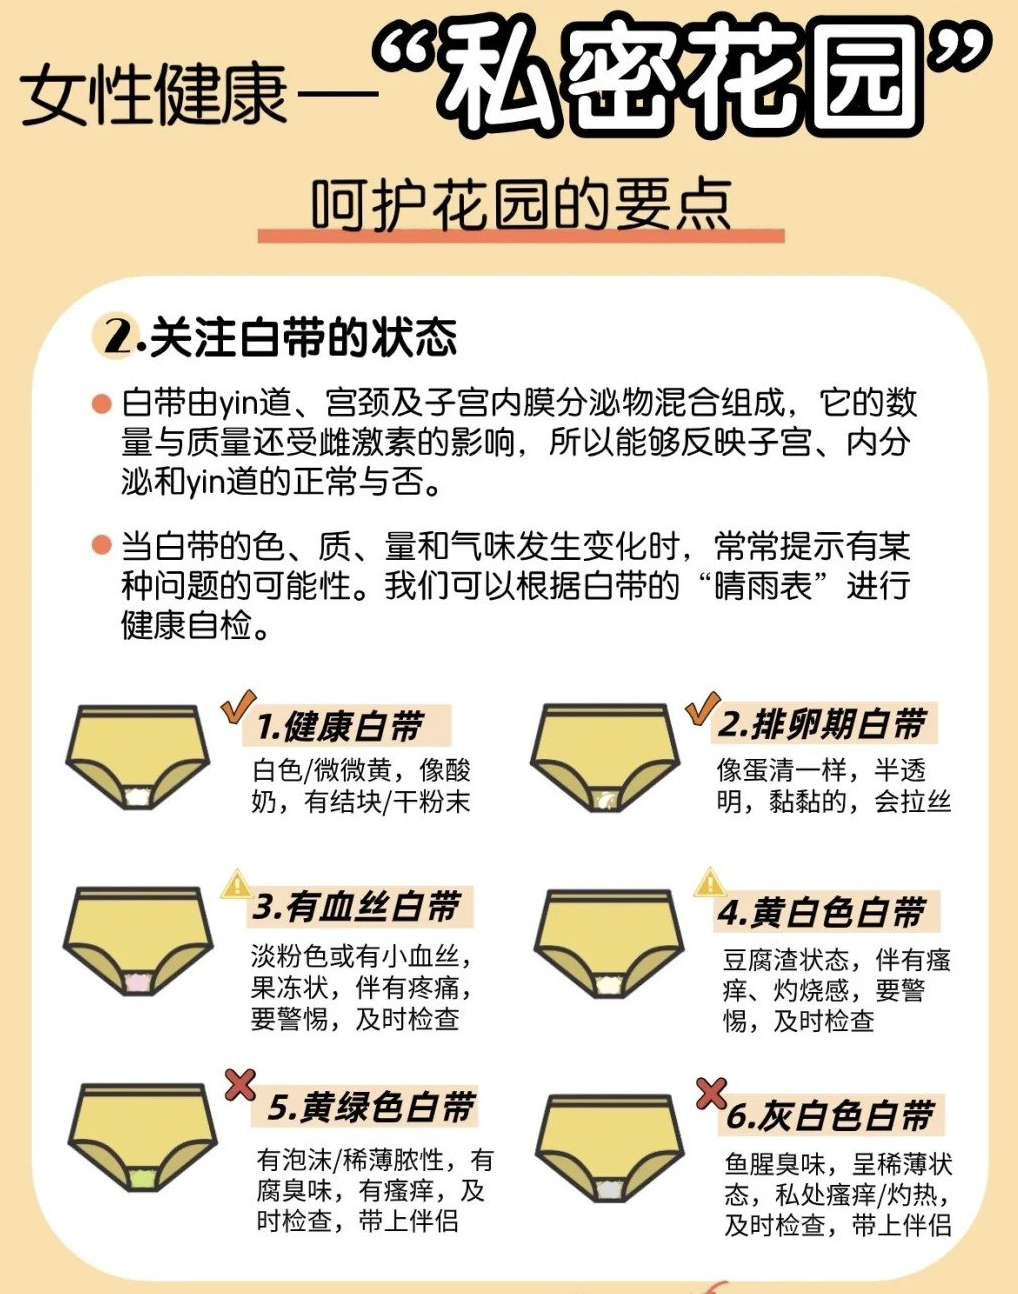 女性健康—“私密花园”
呵护花园的要点
2.关注白带的状态
白带由yin道、宫颈及子宫内膜分泌物混合组成，它的数
量与质量还受雌激素的影响，所以能够反映子宫、内分
泌和yin道的正常与否。
当白带的色、质、量和气味发生变化时，常常提示有某
种问题的可能性。我们可以根据白带的“晴雨表”进行
健康自检。
1.健康白带
白色/微微黄，像酸
奶，有结块/干粉末
2.排卵期白带
像蛋清一样，半透
明，黏黏的，会拉丝
3.有血丝白带
淡粉色或有小血丝，
果冻状，伴有疼痛，
要警惕，及时检查
4.黄白色白带
豆腐渣状态，伴有瘙
痒、灼烧感，要警
惕，及时检查
5.黄绿色白带
有泡沫/稀薄脓性，有
腐臭味，有瘙痒，及
时检查，带上伴侣
6.灰白色白带
鱼腥臭味，呈稀薄状
态，私处瘙痒/灼热，
及时检查，带上伴侣